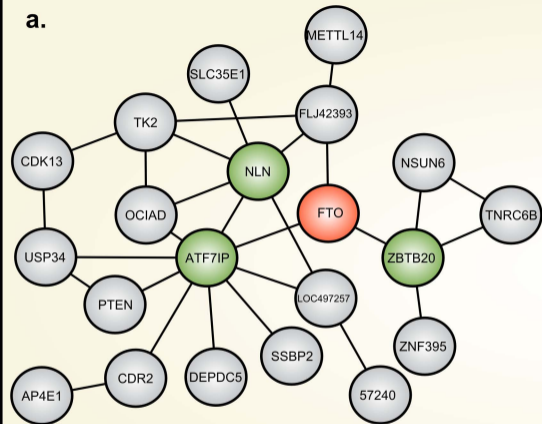 a.
METTL14
SLC35E1
FLJ42393
TK2
CDK13
NLN
NSUN6
OCIAD
FTO
TNRC6B
USP34
ATF7IP
ZBTB20
PTEN
LOC497257
ZNF395
SSBP2
CDR2
DEPDC5
AP4E1
57240